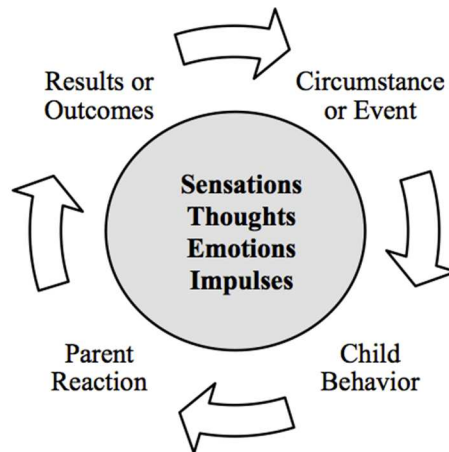 Results or
Outcomes
Circumstance
or Event
Sensations
Thoughts
Emotions
Impulses
Parent
Reaction
Child
Behavior